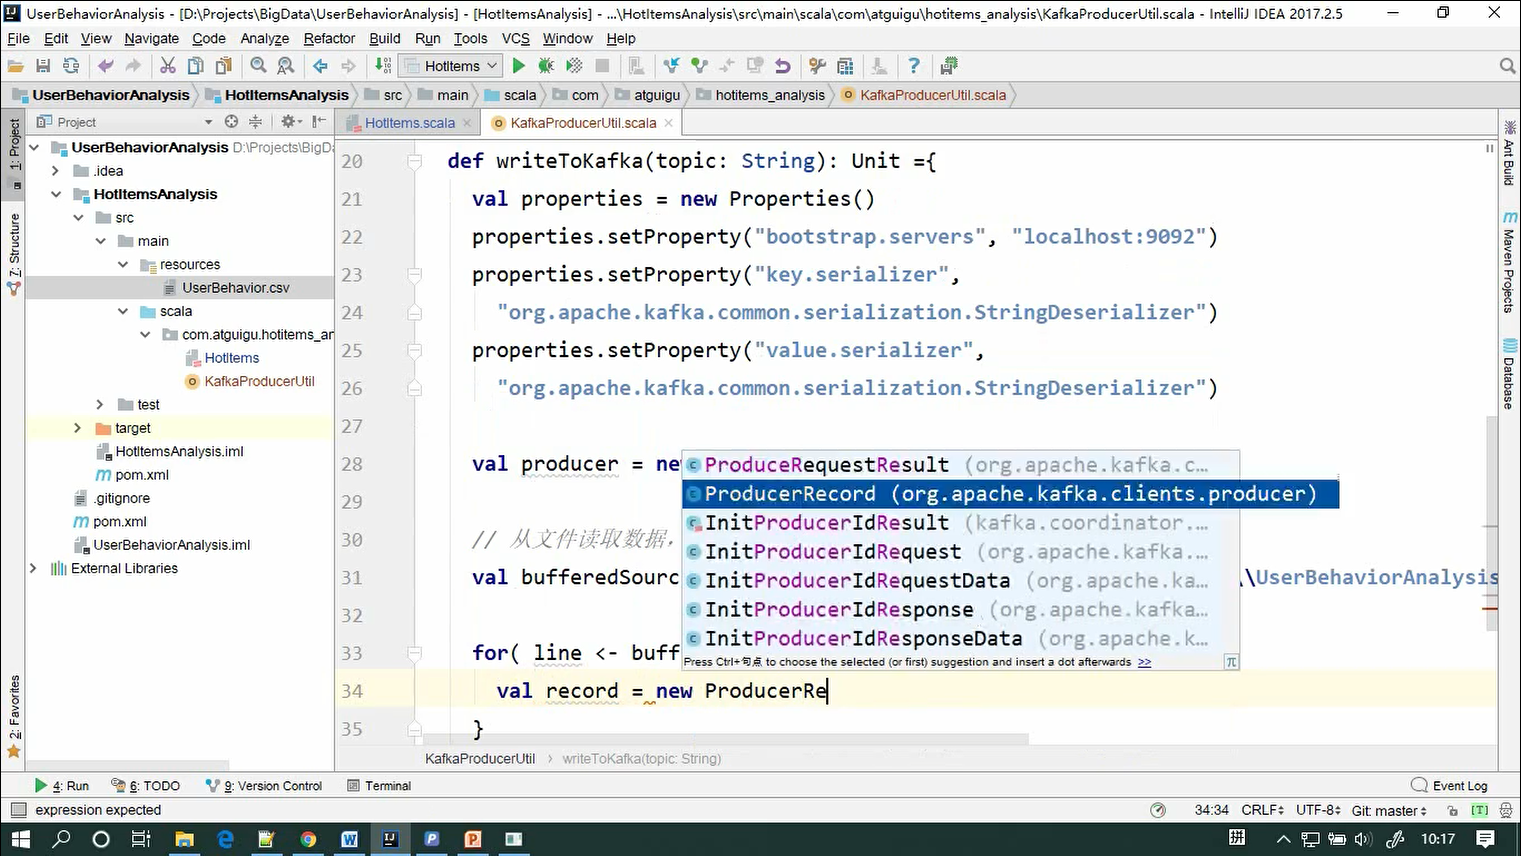 UserBehaviorAnalysis - [D:\Projects\BigData\UserBehaviorAnalysis] - [HotItemsAnalysis] - ...\HotItemsAnalysis\src\main\scala\com\atguigu\hotitems_analysis\KafkaProducerUtil.scala - IntelliJ IDEA 2017.2.5
File Edit View Navigate Code Analyze Refactor Build Run Tools VCS Window Help
HotItems
UserBehaviorAnalysis HotItemsAnalysis src main scala com atguigu hotitems_analysis KafkaProducerUtil.scala
Project
HotItems.scala
KafkaProducerUtil.scala
1: Project
7: Structure
2: Favorites
UserBehaviorAnalysis D:\Projects\BigDa
.idea
HotItemsAnalysis
src
main
resources
UserBehavior.csv
scala
com.atguigu.hotitems_an
HotItems
KafkaProducerUtil
test
target
HotItemsAnalysis.iml
pom.xml
.gitignore
pom.xml
UserBehaviorAnalysis.iml
External Libraries
20 def writeToKafka(topic: String): Unit ={
21 val properties = new Properties()
22 properties.setProperty("bootstrap.servers", "localhost:9092")
23 properties.setProperty("key.serializer",
24 "org.apache.kafka.common.serialization.StringDeserializer")
25 properties.setProperty("value.serializer",
26 "org.apache.kafka.common.serialization.StringDeserializer")
27
28 val producer = new
29
30 // 从文件读取数据，
31 val bufferedSourc \\UserBehaviorAnalysis
32
33 for( line <- buff
34 val record = new ProducerRe
35 }
ProduceRequestResult (org.apache.kafka.c...
ProducerRecord (org.apache.kafka.clients.producer)
InitProducerIdResult (kafka.coordinator....
InitProducerIdRequest (org.apache.kafka....
InitProducerIdRequestData (org.apache.ka...
InitProducerIdResponse (org.apache.kafka...
InitProducerIdResponseData (org.apache.k...
Press Ctrl+句点 to choose the selected (or first) suggestion and insert a dot afterwards >>
π
KafkaProducerUtil writeToKafka(topic: String)
Ant Build
Maven Projects
Database
4: Run 6: TODO 9: Version Control Terminal Event Log
expression expected 34:34 CRLF UTF-8 Git: master [T]
10:17